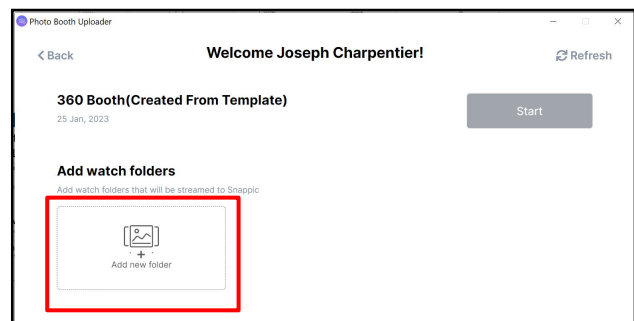 Photo Booth Uploader
Back
Welcome Joseph Charpentier!
Refresh
360 Booth(Created From Template)
Start
25 Jan, 2023
Add watch folders
Add watch folders that will be streamed to Snappic
Add new folder